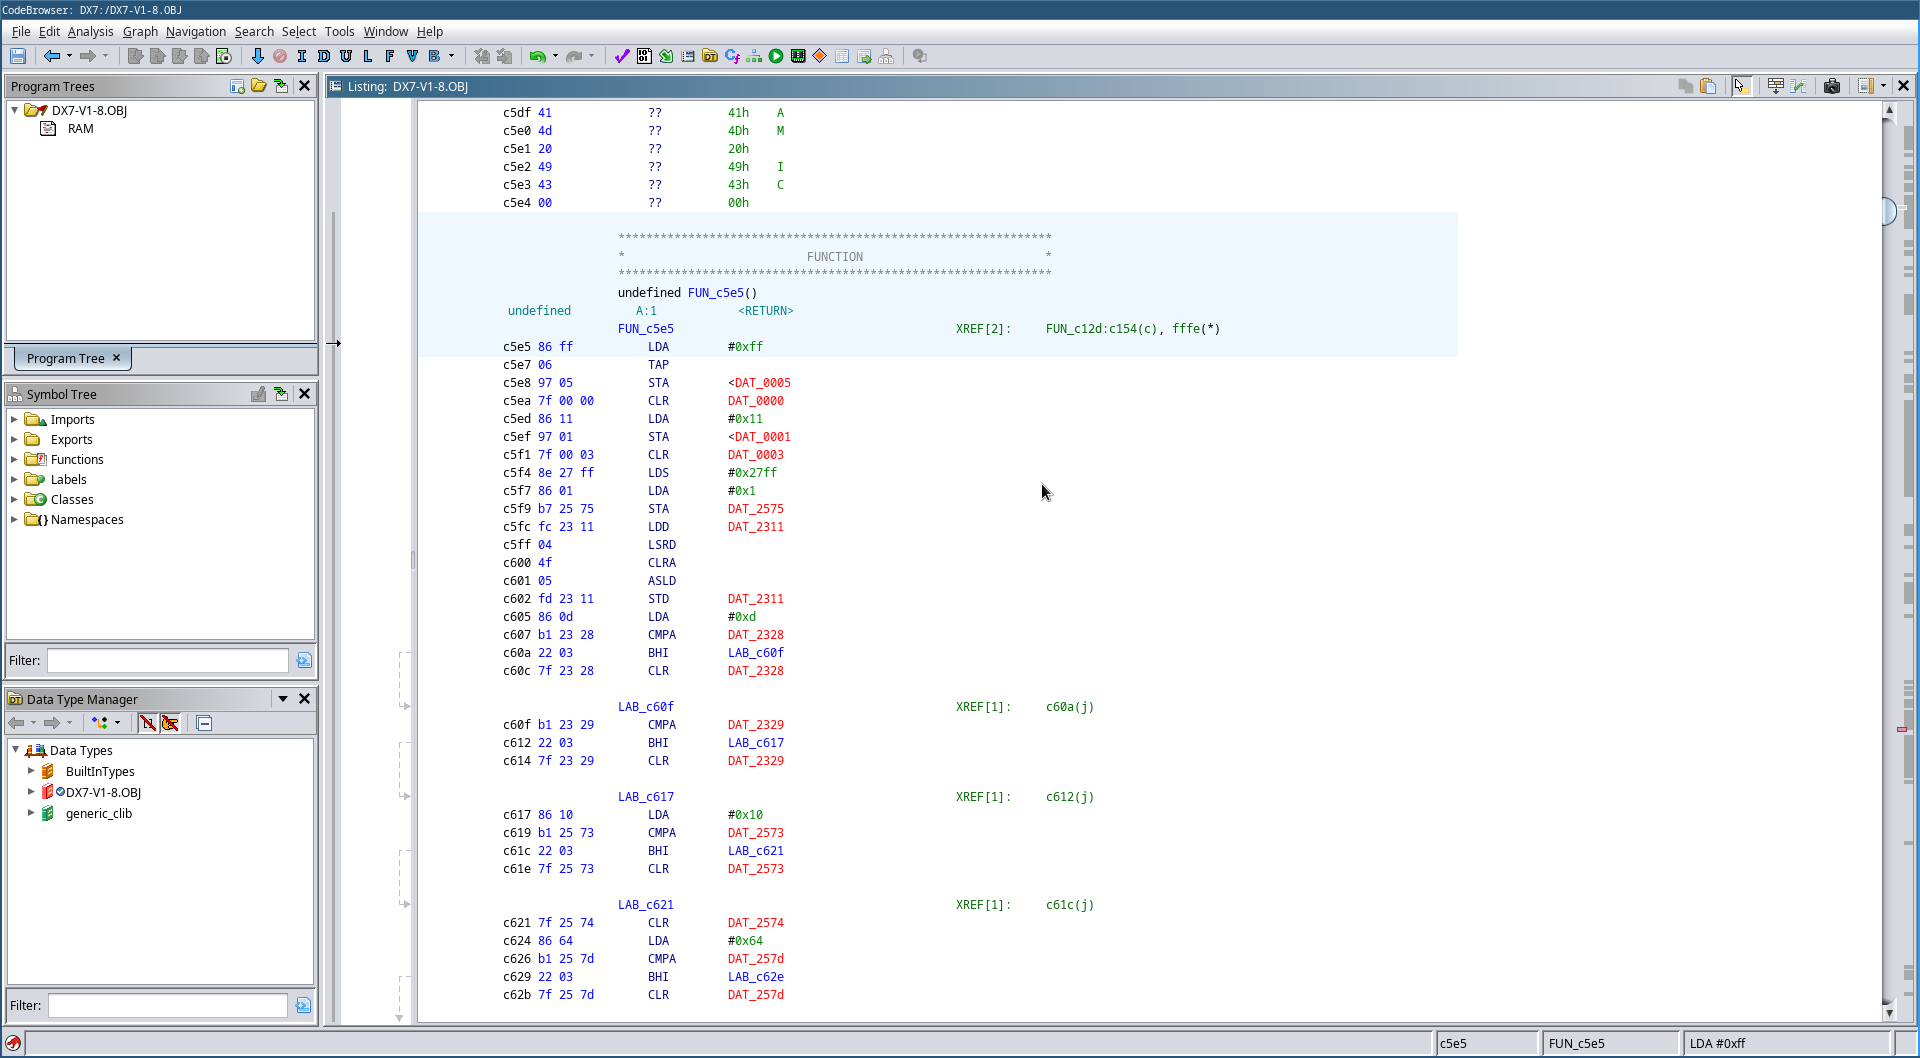 CodeBrowser: DX7:/DX7-V1-8.OBJ
File Edit Analysis Graph Navigation Search Select Tools Window Help
I D U L F V B
Program Trees
DX7-V1-8.OBJ
RAM
Program Tree
Symbol Tree
Imports
Exports
Functions
Labels
Classes
Namespaces
Filter:
Data Type Manager
Data Types
BuiltInTypes
DX7-V1-8.OBJ
generic_clib
Filter:
Listing: DX7-V1-8.OBJ
c5df 41 ?? 41h A
c5e0 4d ?? 4Dh M
c5e1 20 ?? 20h
c5e2 49 ?? 49h I
c5e3 43 ?? 43h C
c5e4 00 ?? 00h
**************************************************************
* FUNCTION *
**************************************************************
undefined FUN_c5e5()
undefined A:1 <RETURN>
FUN_c5e5 XREF[2]: FUN_c12d:c154(c), fffe(*)
c5e5 86 ff LDA #0xff
c5e7 06 TAP
c5e8 97 05 STA <DAT_0005
c5ea 7f 00 00 CLR DAT_0000
c5ed 86 11 LDA #0x11
c5ef 97 01 STA <DAT_0001
c5f1 7f 00 03 CLR DAT_0003
c5f4 8e 27 ff LDS #0x27ff
c5f7 86 01 LDA #0x1
c5f9 b7 25 75 STA DAT_2575
c5fc fc 23 11 LDD DAT_2311
c5ff 04 LSRD
c600 4f CLRA
c601 05 ASLD
c602 fd 23 11 STD DAT_2311
c605 86 0d LDA #0xd
c607 b1 23 28 CMPA DAT_2328
c60a 22 03 BHI LAB_c60f
c60c 7f 23 28 CLR DAT_2328
LAB_c60f XREF[1]: c60a(j)
c60f b1 23 29 CMPA DAT_2329
c612 22 03 BHI LAB_c617
c614 7f 23 29 CLR DAT_2329
LAB_c617 XREF[1]: c612(j)
c617 86 10 LDA #0x10
c619 b1 25 73 CMPA DAT_2573
c61c 22 03 BHI LAB_c621
c61e 7f 25 73 CLR DAT_2573
LAB_c621 XREF[1]: c61c(j)
c621 7f 25 74 CLR DAT_2574
c624 86 64 LDA #0x64
c626 b1 25 7d CMPA DAT_257d
c629 22 03 BHI LAB_c62e
c62b 7f 25 7d CLR DAT_257d
c5e5 FUN_c5e5 LDA #0xff